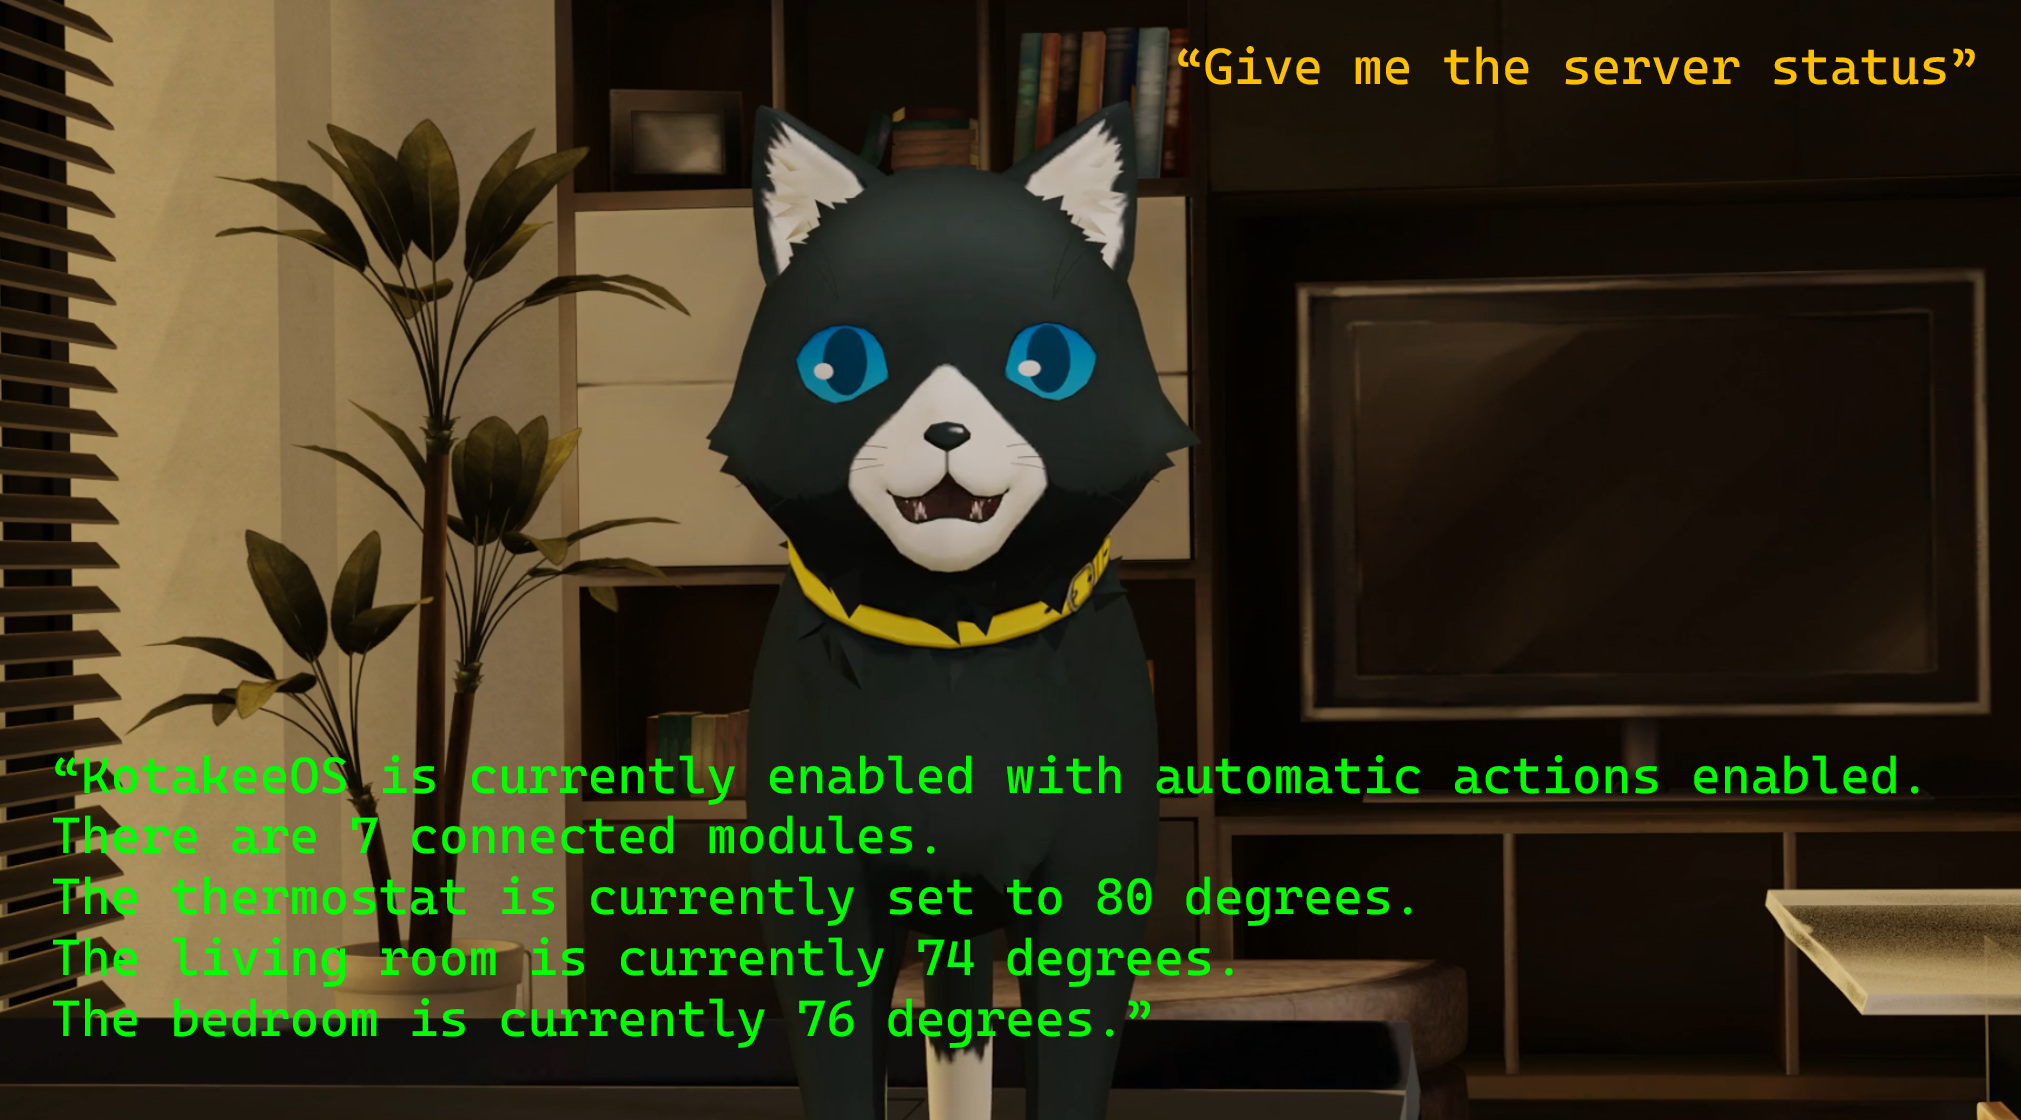 “Give me the server status”
“KotakeeOS is currently enabled with automatic actions enabled.
There are 7 connected modules.
The thermostat is currently set to 80 degrees.
The living room is currently 74 degrees.
The bedroom is currently 76 degrees.”